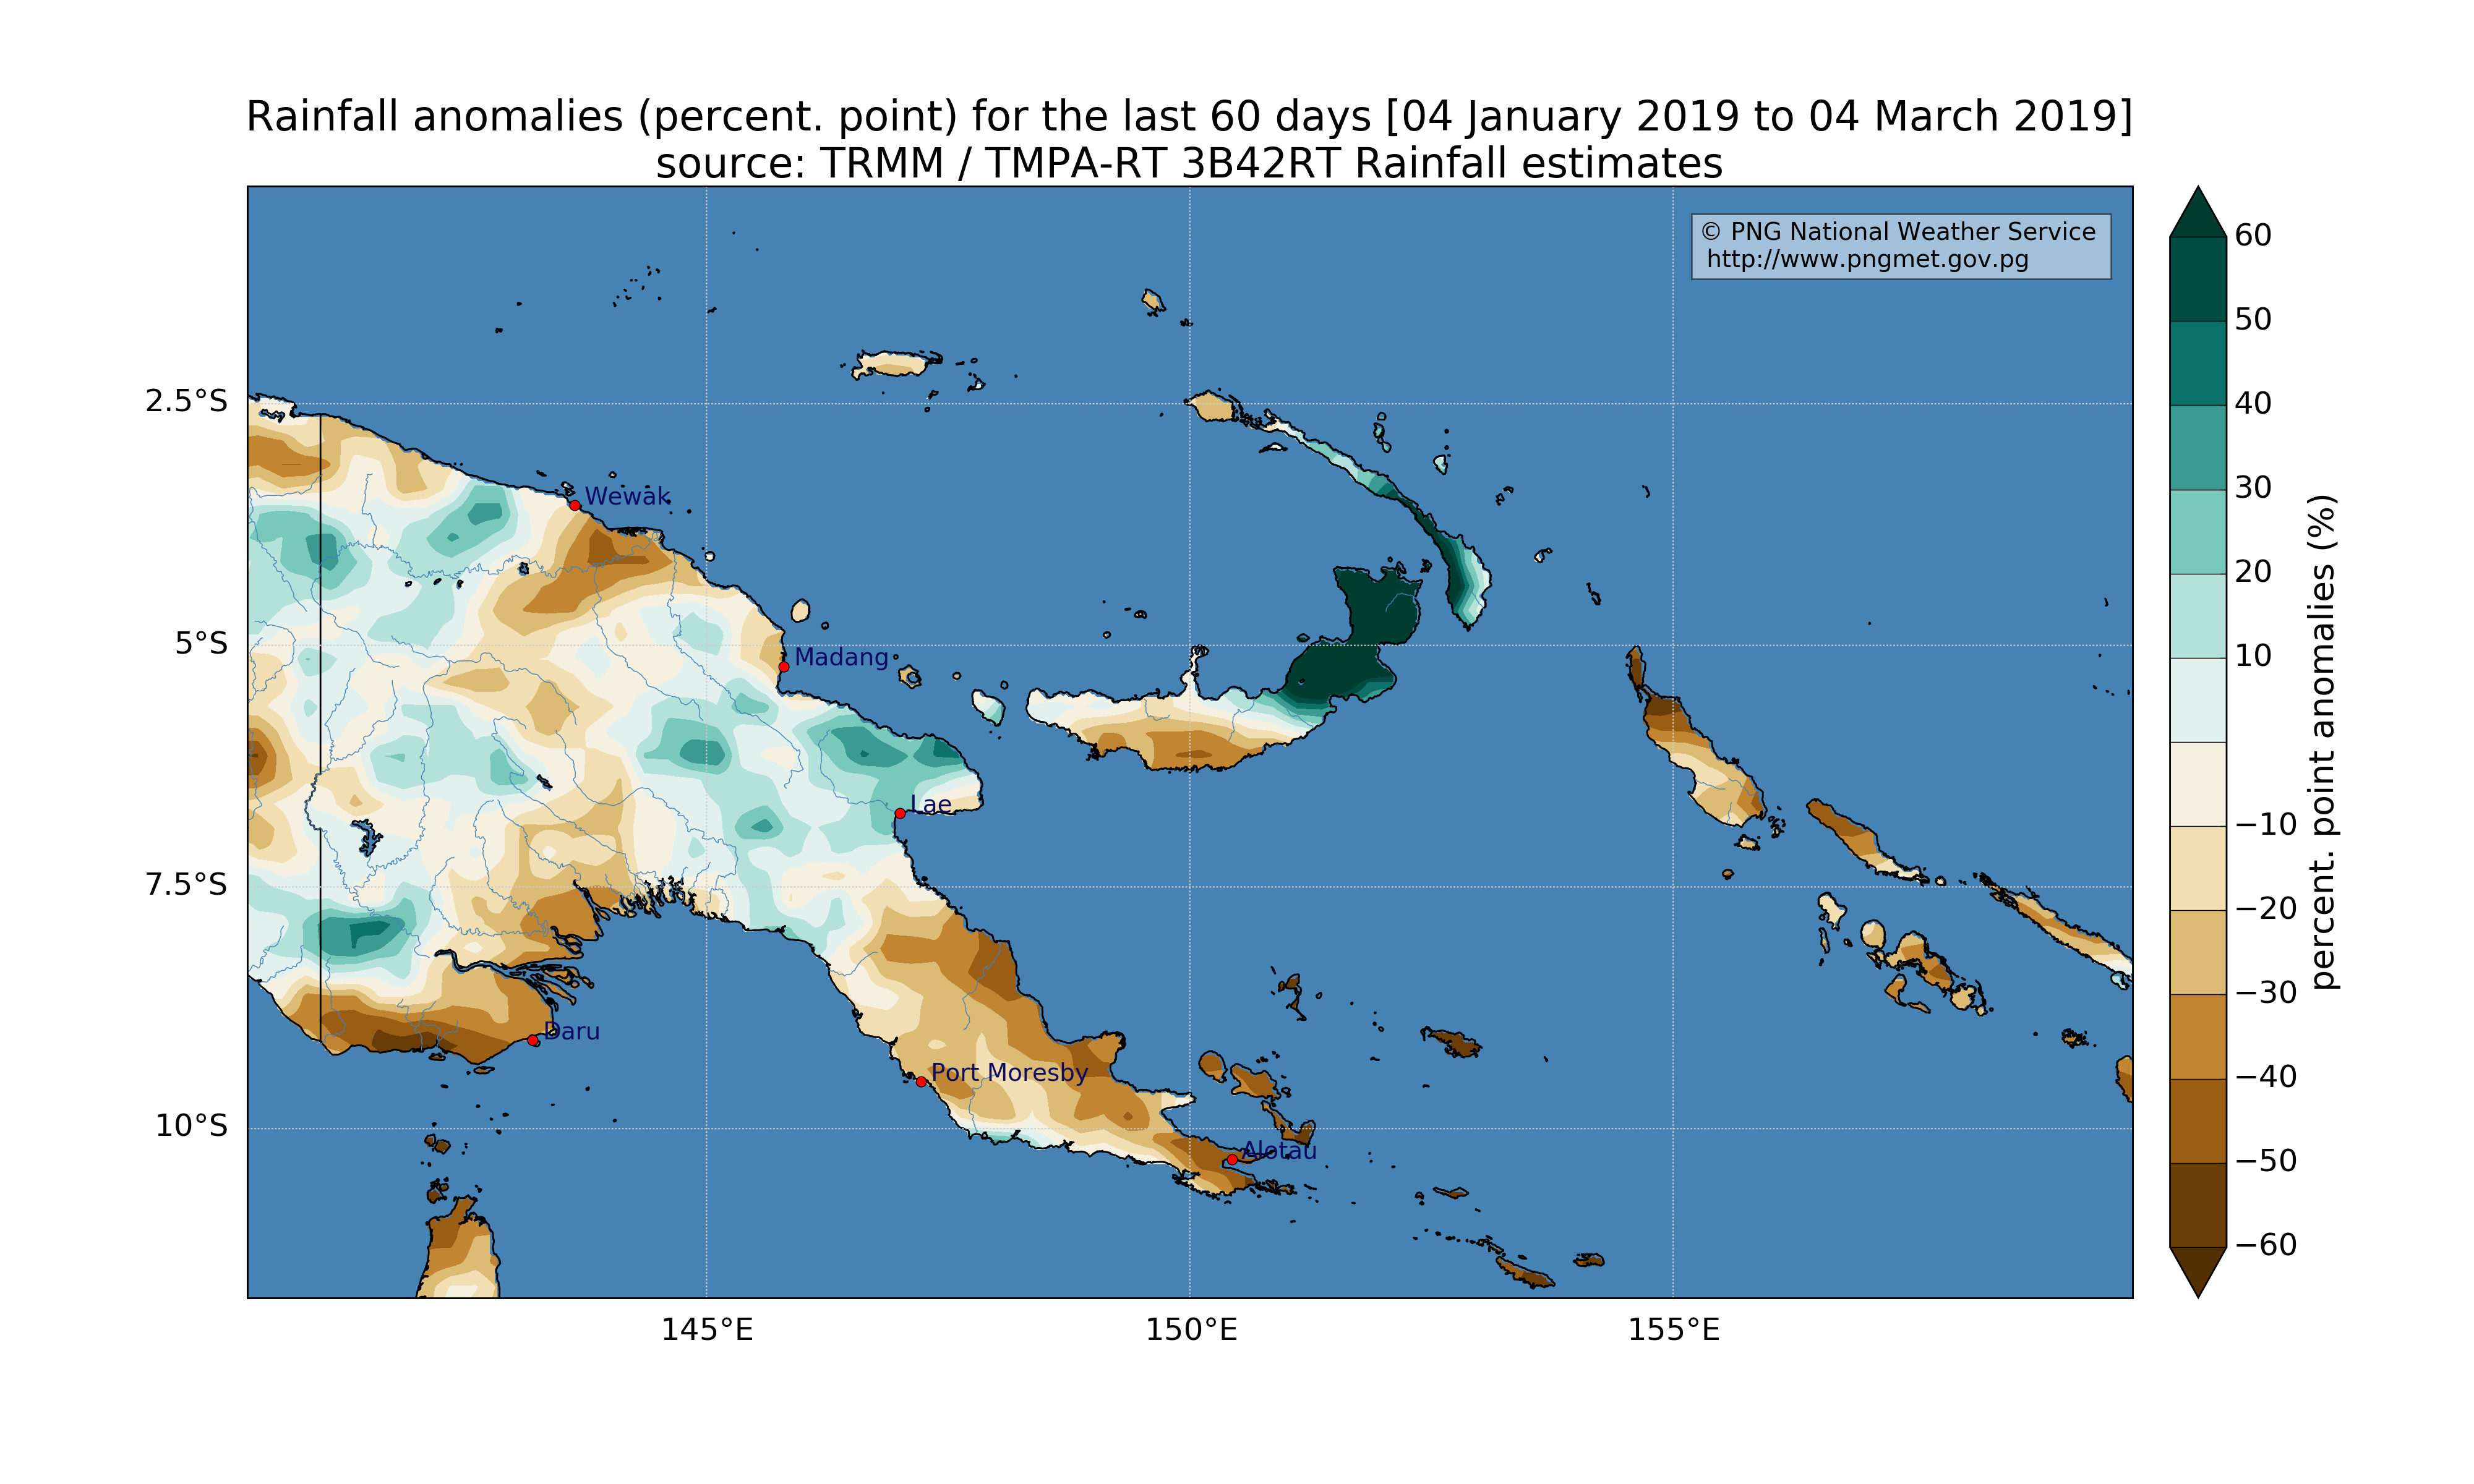 Rainfall anomalies (percent. point) for the last 60 days [04 January 2019 to 04 March 2019]
source: TRMM / TMPA-RT 3B42RT Rainfall estimates
© PNG National Weather Service
http://www.pngmet.gov.pg
2.5°S
5°S
7.5°S
10°S
Wewak
Madang
Lae
Daru
Port Moresby
Alotau
145°E
150°E
155°E
60
50
40
30
20
10
−10
−20
−30
−40
−50
−60
percent. point anomalies (%)